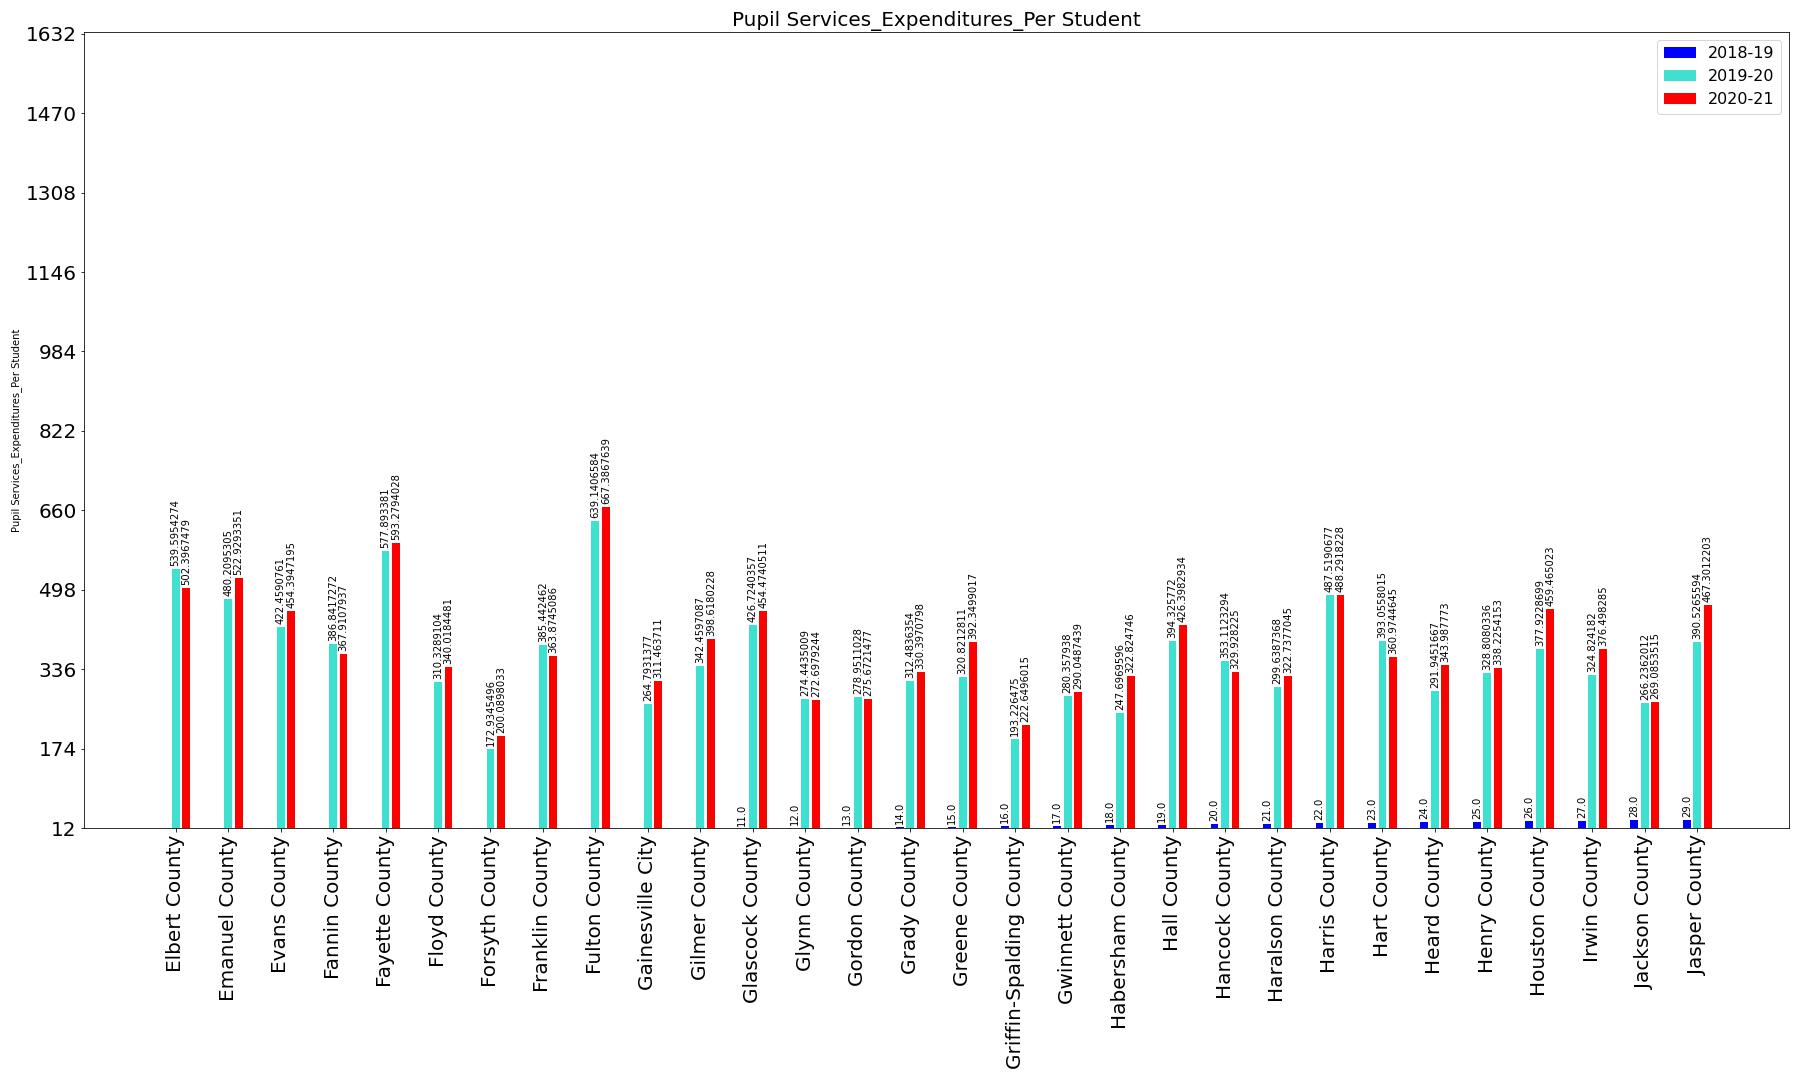 Pupil Services_Expenditures_Per Student
2018-19
2019-20
2020-21
1632
1470
1308
1146
984
822
660
498
336
174
12
Pupil Services_Expenditures_Per Student
539.5954274
502.3967479
480.2095305
522.9293351
422.4590761
454.3947195
386.8417272
367.9107937
577.893381
593.2794028
310.3289104
340.0184481
172.9345496
200.0898033
385.442462
363.8745086
639.1406584
667.3867639
264.7931377
311.463711
342.4597087
398.6180228
11.0
426.7240357
454.4740511
12.0
274.4435009
272.6979244
13.0
278.9511028
275.6721477
14.0
312.4836354
330.3970798
15.0
320.8212811
392.3499017
16.0
193.226475
222.6496015
17.0
280.357938
290.0487439
18.0
247.6969596
322.824746
19.0
394.325772
426.3982934
20.0
353.1123294
329.928225
21.0
299.6387368
322.7377045
22.0
487.5190677
488.2918228
23.0
393.0558015
360.9744645
24.0
291.9451667
343.987773
25.0
328.8080336
338.2254153
26.0
377.9228699
459.465023
27.0
324.824182
376.498285
28.0
266.2362012
269.0853515
29.0
390.5265594
467.3012203
Elbert County
Emanuel County
Evans County
Fannin County
Fayette County
Floyd County
Forsyth County
Franklin County
Fulton County
Gainesville City
Gilmer County
Glascock County
Glynn County
Gordon County
Grady County
Greene County
Griffin-Spalding County
Gwinnett County
Habersham County
Hall County
Hancock County
Haralson County
Harris County
Hart County
Heard County
Henry County
Houston County
Irwin County
Jackson County
Jasper County